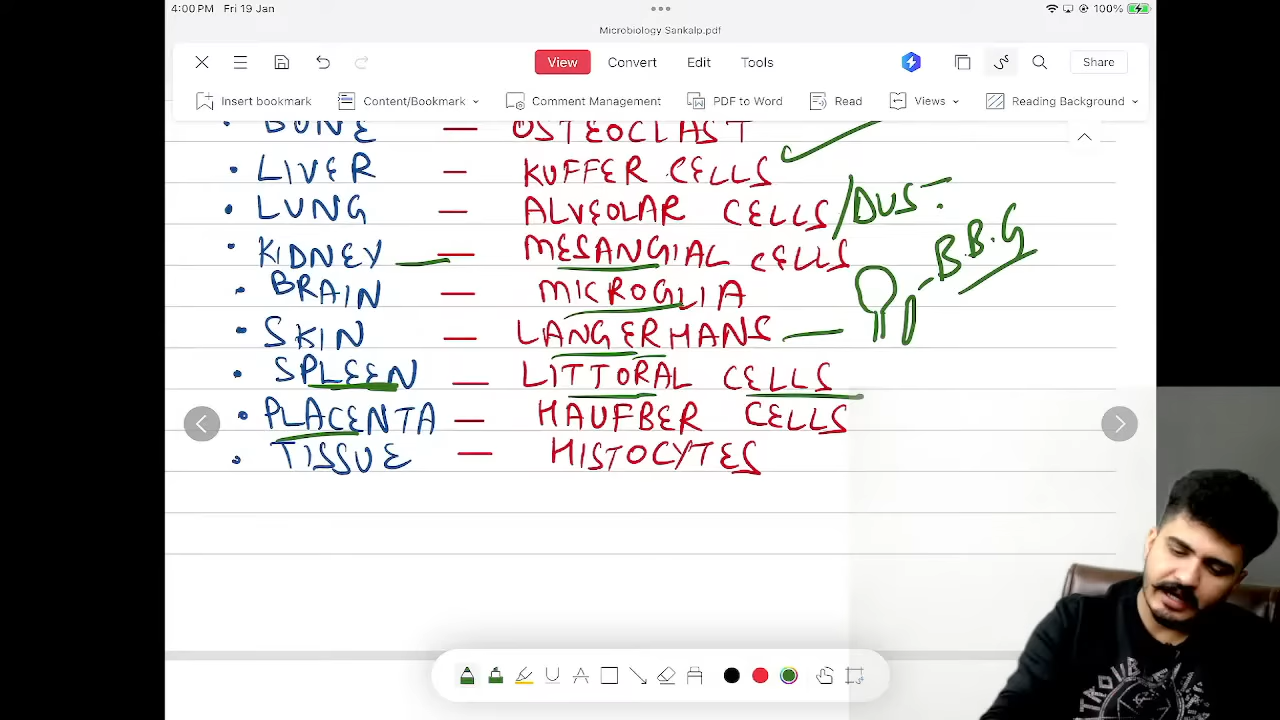 4:00 PM Fri 19 Jan
100%
Microbiology Sankalp.pdf
View Convert Edit Tools
Share
Insert bookmark Content/Bookmark Comment Management PDF to Word Read Views Reading Background
• BONE — OSTEOCLAST
• LIVER — KUFFER CELLS
• LUNG — ALVEOLAR CELLS /DUST
• KIDNEY — MESANGIAL CELLS
B.B.G
• BRAIN — MICROGLIA
• SKIN — LANGERHANS
• SPLEEN — LITTORAL CELLS
• PLACENTA — HAUFBER CELLS
• TISSUE — HISTOCYTES